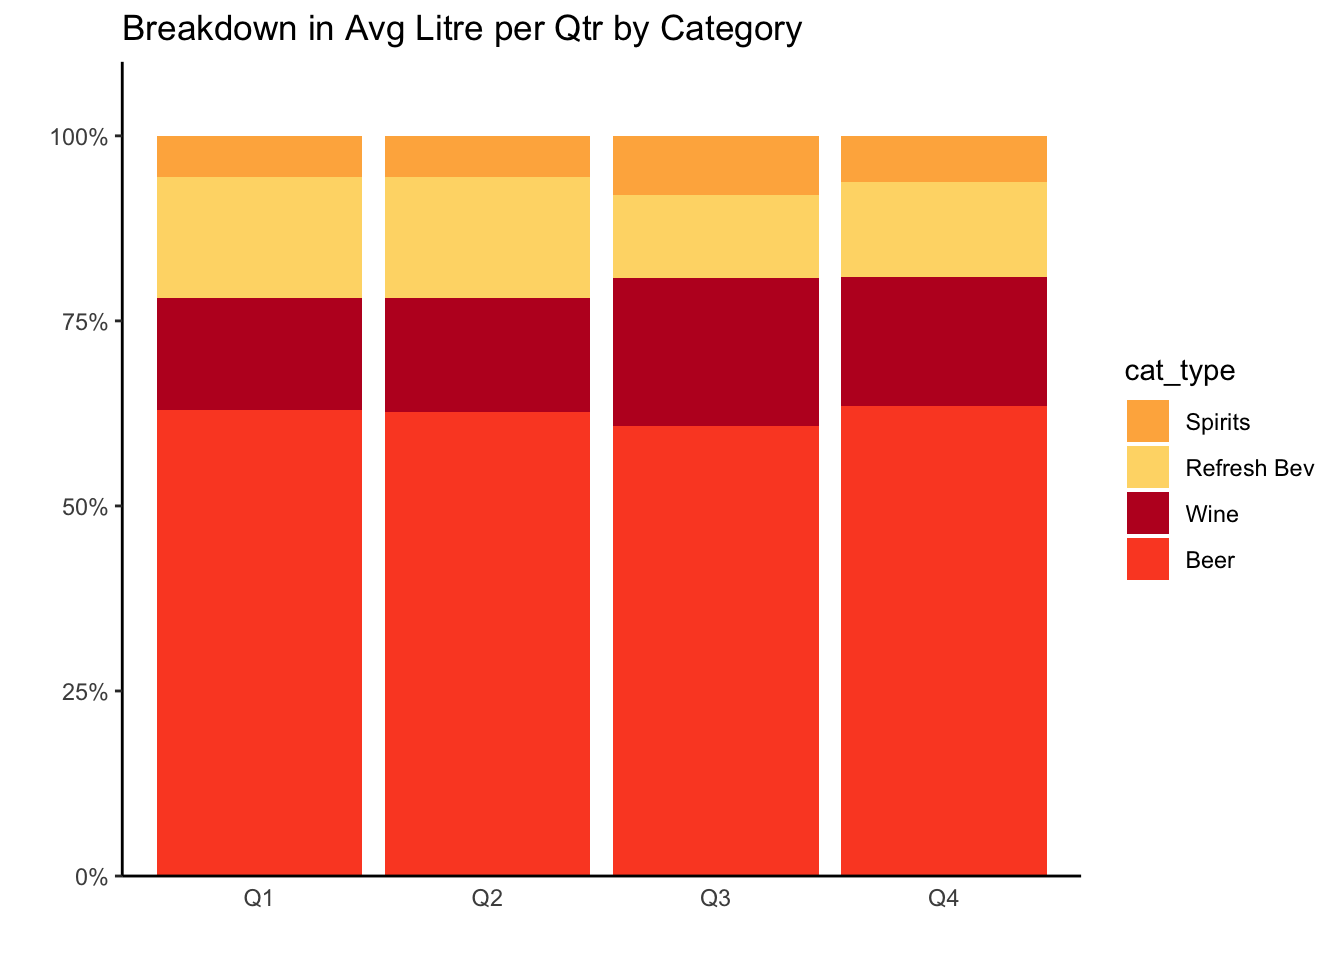 Breakdown in Avg Litre per Qtr by Category
100%
75%
50%
25%
0%
Q1 Q2 Q3 Q4
cat_type
Spirits
Refresh Bev
Wine
Beer